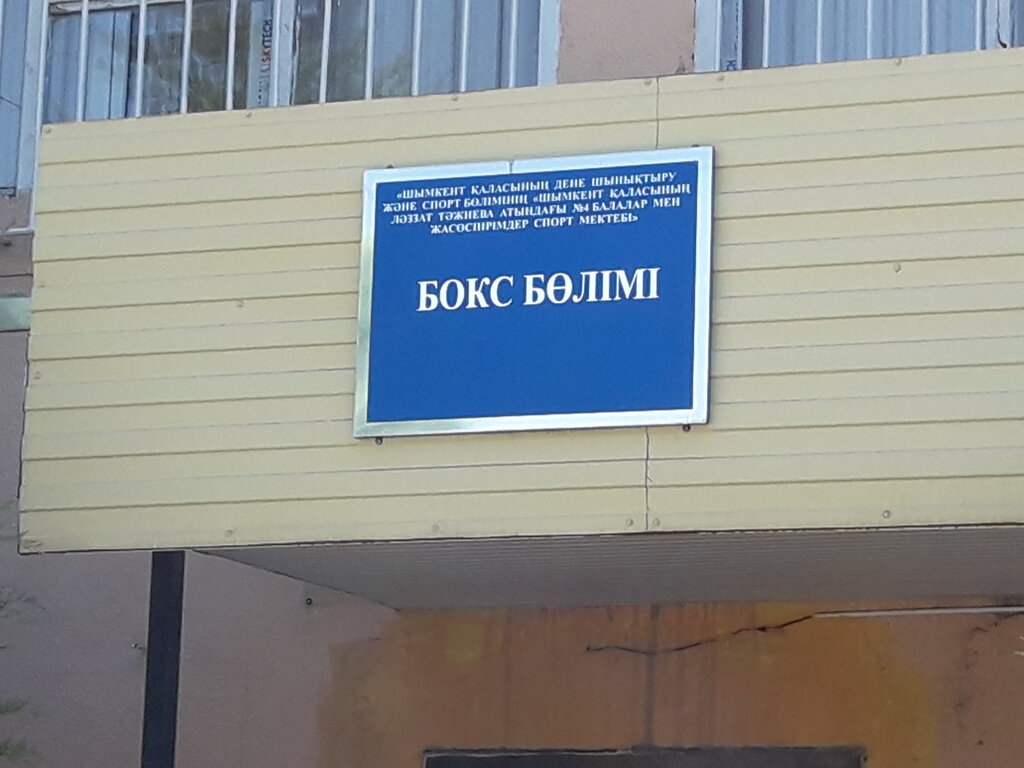 SKYTECH
«ШЫМКЕНТ ҚАЛАСЫНЫҢ ДЕНЕ ШЫНЫҚТЫРУ
ЖӘНЕ СПОРТ БӨЛІМІНІҢ «ШЫМКЕНТ ҚАЛАСЫНЫҢ
ЛӘЗЗАТ ТӘЖИЕВА АТЫНДАҒЫ №4 БАЛАЛАР МЕН
ЖАСӨСПІРІМДЕР СПОРТ МЕКТЕБІ»
БОКС БӨЛІМІ